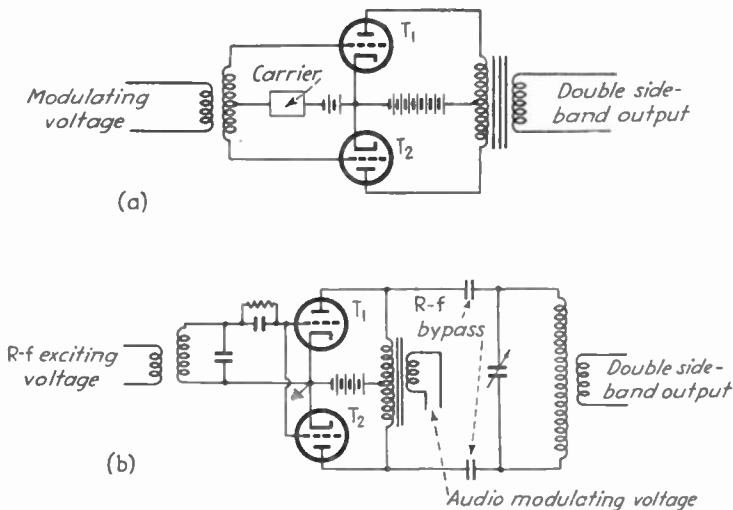 T1
Carrier
Modulating
voltage
Double side-
band output
T2
(a)
T1
R-f
bypass
R-f exciting
voltage
Double side-
band output
T2
(b)
Audio modulating voltage